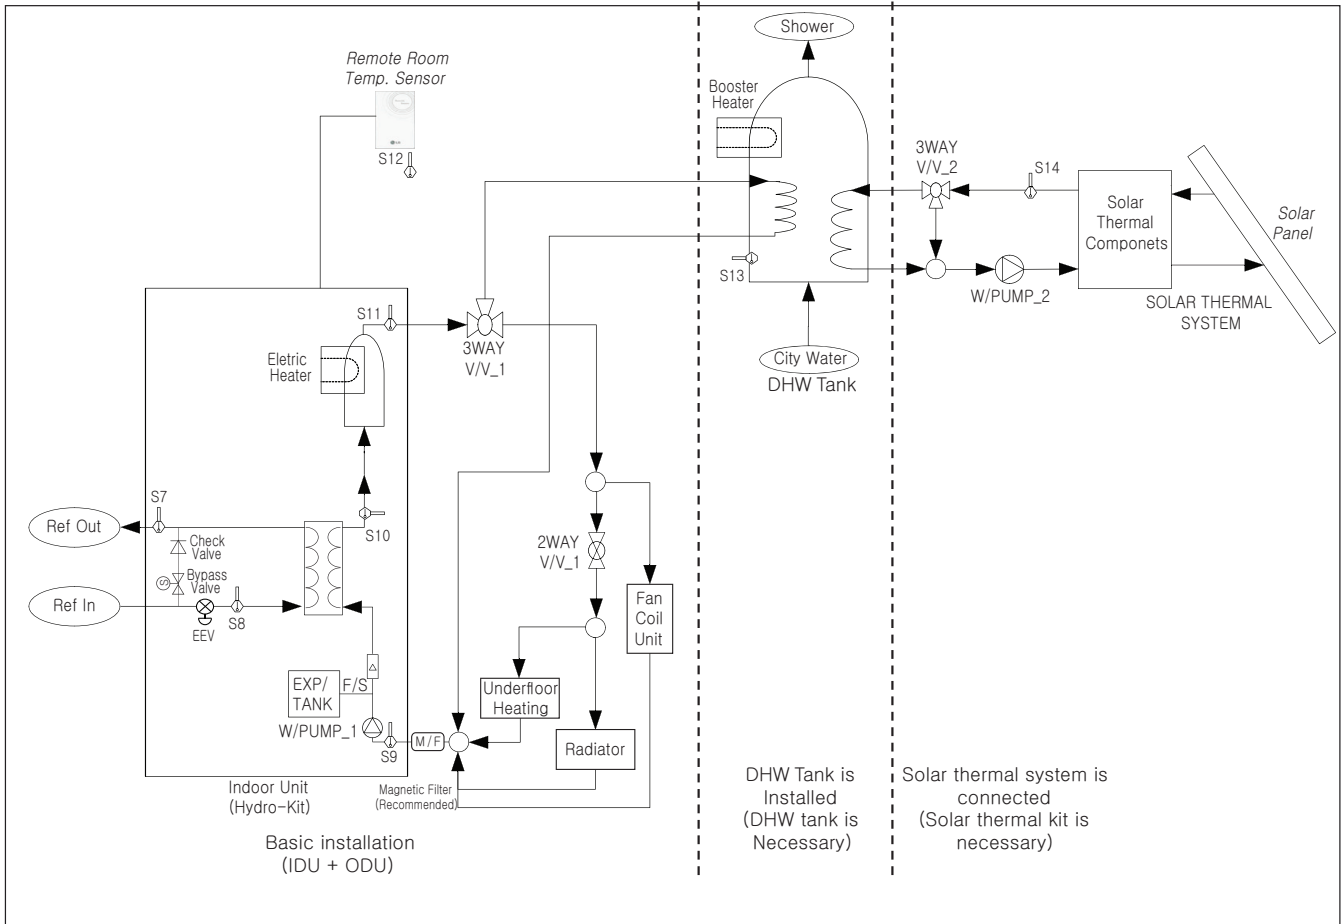 Shower
Remote Room
Temp. Sensor
Booster
Heater
LG
S12
3WAY
V/V_2
S14
Solar
Thermal
Componets
Solar
Panel
S13
W/PUMP_2
SOLAR THERMAL
SYSTEM
S11
3WAY
V/V_1
City Water
DHW Tank
Eletric
Heater
S7
Ref Out
Check
Valve
S10
2WAY
V/V_1
S
Bypass
Valve
Ref In
EEV
S8
Fan
Coil
Unit
EXP/
TANK
F/S
Underfloor
Heating
W/PUMP_1
S9
M/F
Radiator
Indoor Unit
(Hydro-Kit)
Magnetic Filter
(Recommended)
Basic installation
(IDU + ODU)
DHW Tank is
Installed
(DHW tank is
Necessary)
Solar thermal system is
connected
(Solar thermal kit is
necessary)